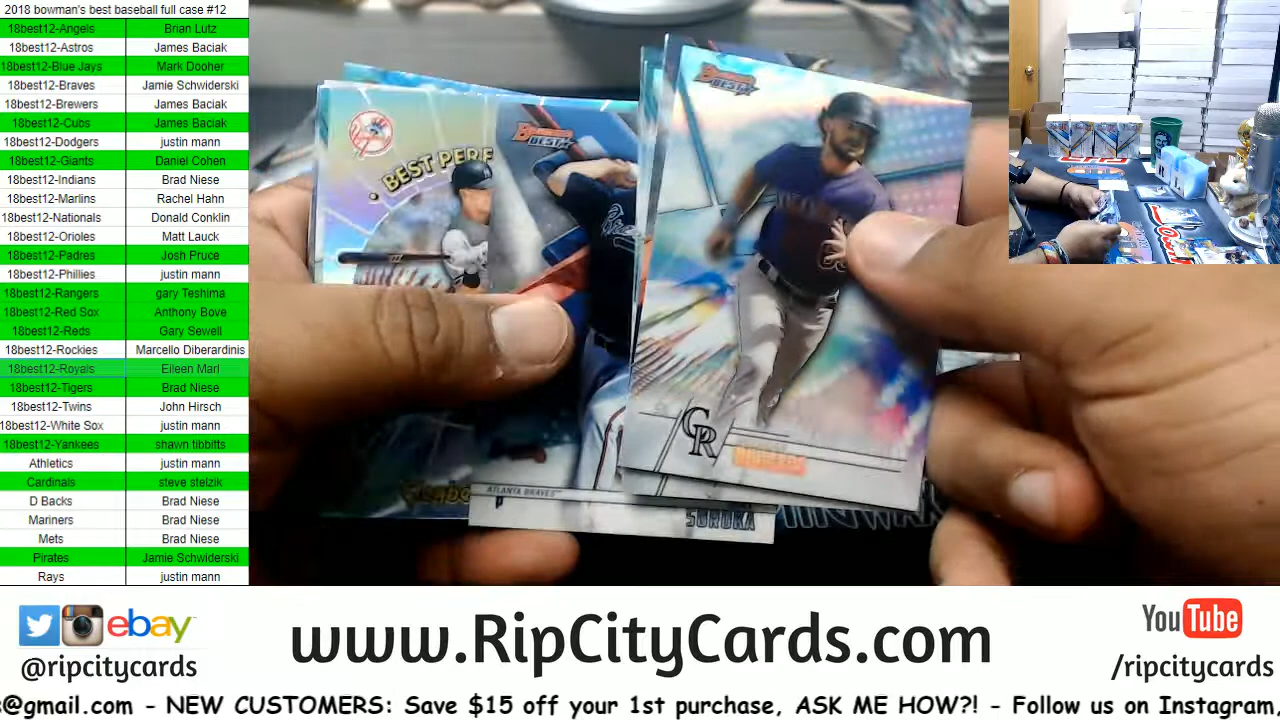 2018 bowman's best baseball full case #12
18best12-Angels Brian Lutz
18best12-Astros James Baciak
18best12-Blue Jays Mark Dooher
18best12-Braves Jamie Schwiderski
18best12-Brewers James Baciak
18best12-Cubs James Baciak
18best12-Dodgers justin mann
18best12-Giants Daniel Cohen
18best12-Indians Brad Niese
18best12-Marlins Rachel Hahn
18best12-Nationals Donald Conklin
18best12-Orioles Matt Lauck
18best12-Padres Josh Pruce
18best12-Phillies justin mann
18best12-Rangers gary Teshima
18best12-Red Sox Anthony Bove
18best12-Reds Gary Sewell
18best12-Rockies Marcello Diberardinis
18best12-Royals Eileen Marl
18best12-Tigers Brad Niese
18best12-Twins John Hirsch
18best12-White Sox justin mann
18best12-Yankees shawn tibbitts
Athletics justin mann
Cardinals steve stelzik
D Backs Brad Niese
Mariners Brad Niese
Mets Brad Niese
Pirates Jamie Schwiderski
Rays justin mann
BEST PERF
Bowman's BEST
Bowman's BEST
CR
ATLANTA BRAVES
SOROKA
ebay
@ripcitycards
www.RipCityCards.com
YouTube
/ripcitycards
s@gmail.com - NEW CUSTOMERS: Save $15 off your 1st purchase, ASK ME HOW?! - Follow us on Instagram,